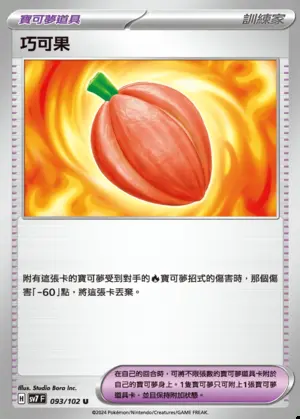 寶可夢道具 訓練家
巧可果
附有這張卡的寶可夢受到對手的🔥寶可夢招式的傷害時,那個傷
害「-60」點,將這張卡丟棄。
Illus. Studio Bora Inc.
H SV7 F 093/102 U
在自己的回合時,可將不限張數的寶可夢道具卡附於
自己的寶可夢身上。1隻寶可夢只可附上1張寶可夢
道具卡,並且保持附加狀態。
©2024 Pokémon/Nintendo/Creatures/GAME FREAK.